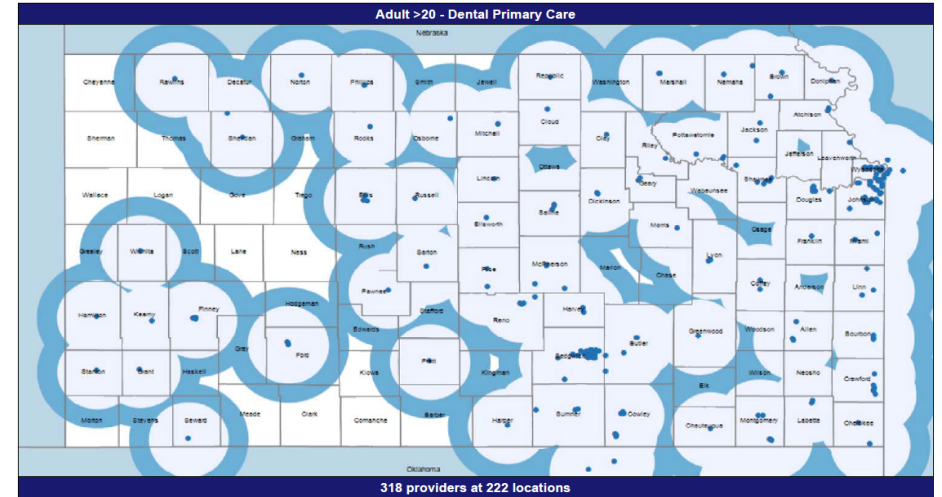 Adult >20 - Dental Primary Care
Nebraska
Cheyenne Rawlins Decatur Norton Phillips Smith Jewell Republic Washington Marshall Nemaha Brown Doniphan
Sherman Thomas Sheridan Graham Rooks Osborne Mitchell Cloud Clay Riley Pottawatomie Jackson Atchison
Jefferson Leavenworth
Wallace Logan Gove Trego Ellis Russell Lincoln Ottawa Saline Dickinson Geary Wabaunsee Shawnee Douglas Johnson Wyandotte
Greeley Wichita Scott Lane Ness Rush Barton Ellsworth Rice McPherson Marion Morris Chase Lyon Osage Franklin Miami
Hamilton Kearny Finney Hodgeman Pawnee Stafford Reno Harvey Coffey Anderson Linn
Gray Ford Edwards Pratt Kingman Sedgwick Butler Greenwood Woodson Allen Bourbon
Stanton Grant Haskell Kiowa Elk Wilson Neosho Crawford
Morton Stevens Seward Meade Clark Comanche Barber Harper Sumner Cowley Chautauqua Montgomery Labette Cherokee
Oklahoma
318 providers at 222 locations